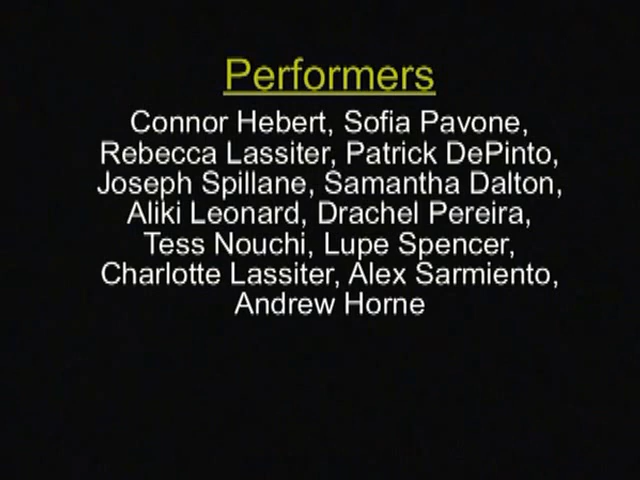 Performers
Connor Hebert, Sofia Pavone,
Rebecca Lassiter, Patrick DePinto,
Joseph Spillane, Samantha Dalton,
Aliki Leonard, Drachel Pereira,
Tess Nouchi, Lupe Spencer,
Charlotte Lassiter, Alex Sarmiento,
Andrew Horne